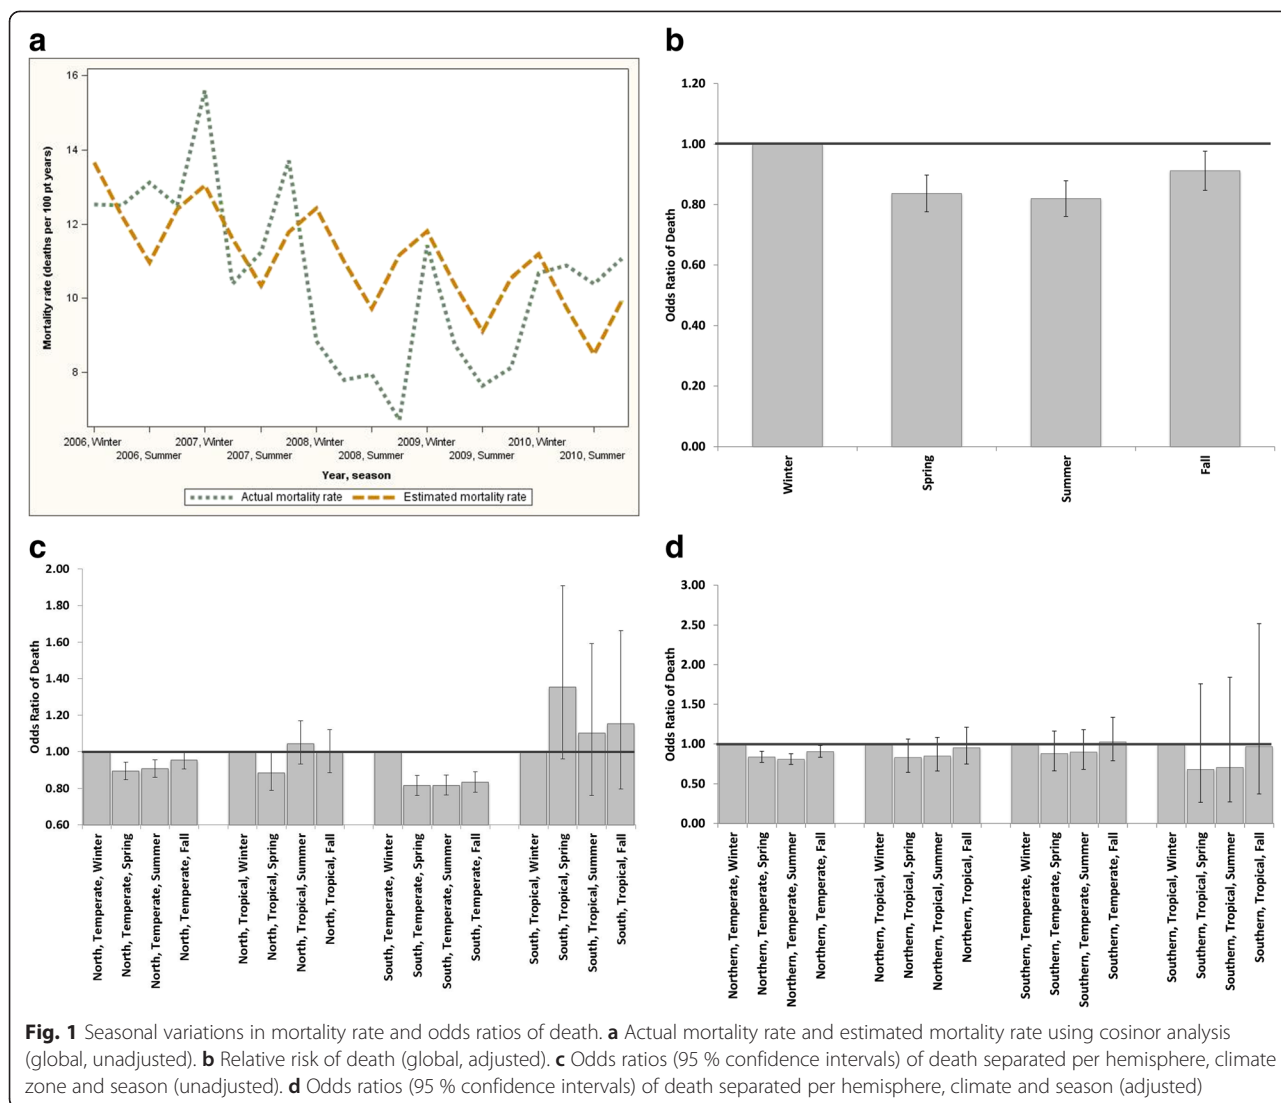 a
16
14
12
10
8
Mortality rate (deaths per 100 pt years)
2006, Winter
2006, Summer
2007, Winter
2007, Summer
2008, Winter
2008, Summer
2009, Winter
2009, Summer
2010, Winter
2010, Summer
Year, season
Actual mortality rate
Estimated mortality rate
b
1.20
1.00
0.80
0.60
0.40
0.20
0.00
Odds Ratio of Death
Winter
Spring
Summer
Fall
c
2.00
1.80
1.60
1.40
1.20
1.00
0.80
0.60
Odds Ratio of Death
North, Temperate, Winter
North, Temperate, Spring
North, Temperate, Summer
North, Temperate, Fall
North, Tropical, Winter
North, Tropical, Spring
North, Tropical, Summer
North, Tropical, Fall
South, Temperate, Winter
South, Temperate, Spring
South, Temperate, Summer
South, Temperate, Fall
South, Tropical, Winter
South, Tropical, Spring
South, Tropical, Summer
South, Tropical, Fall
d
3.00
2.50
2.00
1.50
1.00
0.50
0.00
Odds Ratio of Death
Northern, Temperate, Winter
Northern, Temperate, Spring
Northern, Temperate, Summer
Northern, Temperate, Fall
Northern, Tropical, Winter
Northern, Tropical, Spring
Northern, Tropical, Summer
Northern, Tropical, Fall
Southern, Temperate, Winter
Southern, Temperate, Spring
Southern, Temperate, Summer
Southern, Temperate, Fall
Southern, Tropical, Winter
Southern, Tropical, Spring
Southern, Tropical, Summer
Southern, Tropical, Fall
Fig. 1 Seasonal variations in mortality rate and odds ratios of death. a Actual mortality rate and estimated mortality rate using cosinor analysis
(global, unadjusted). b Relative risk of death (global, adjusted). c Odds ratios (95 % confidence intervals) of death separated per hemisphere, climate
zone and season (unadjusted). d Odds ratios (95 % confidence intervals) of death separated per hemisphere, climate and season (adjusted)